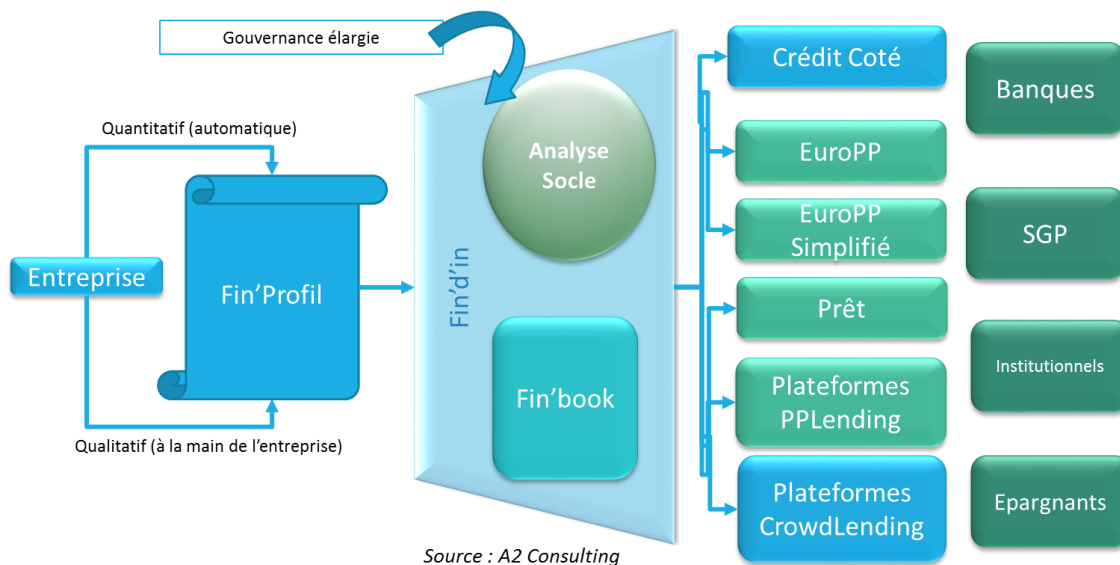 Gouvernance élargie
Quantitatif (automatique)
Entreprise
Fin'Profil
Qualitatif (à la main de l'entreprise)
Fin'd'in
Analyse
Socle
Fin'book
Crédit Coté
EuroPP
EuroPP
Simplifié
Prêt
Plateformes
PPLending
Plateformes
CrowdLending
Banques
SGP
Institutionnels
Epargnants
Source : A2 Consulting